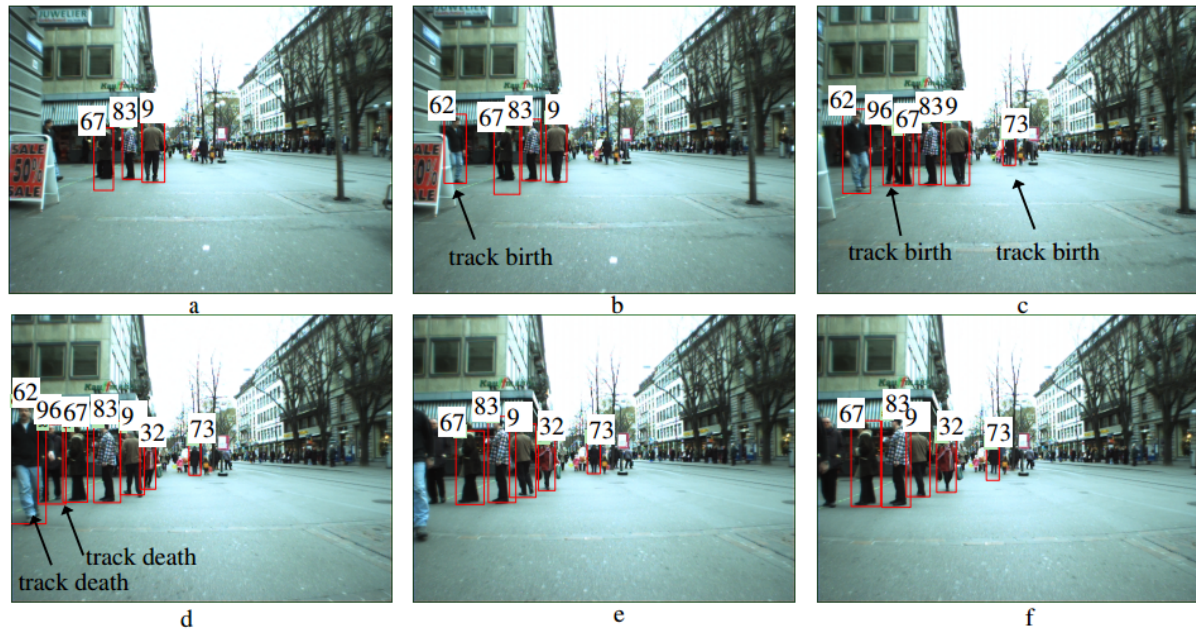 JUWELIER
83 9
67
SALE
50%
SALE
a
62 83 9
67
track birth
b
62 96 67 83 9 73
track birth track birth
c
62
96 67 83 9 32 73
track death
track death
d
67 83 9 32 73
e
67 83 9 32 73
f